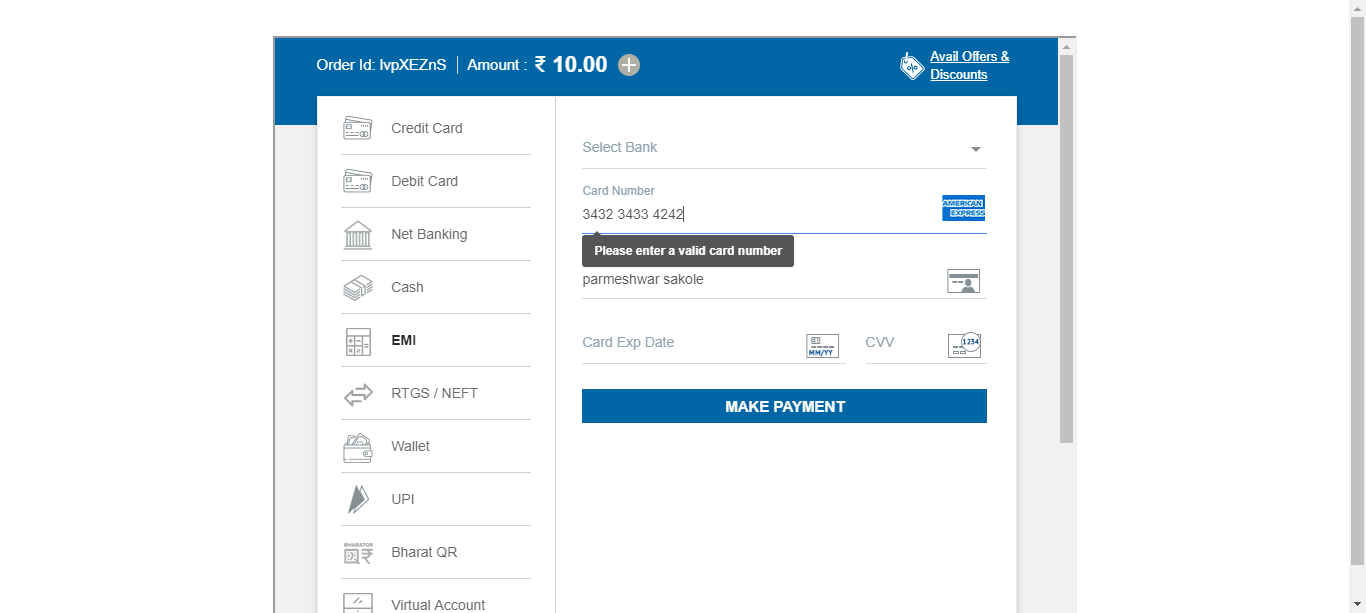 Order Id: IvpXEZnS
Amount : ₹ 10.00
Avail Offers &
Discounts
Credit Card
Debit Card
Net Banking
Cash
EMI
RTGS / NEFT
Wallet
UPI
BHARATQR
Bharat QR
Virtual Account
Select Bank
Card Number
3432 3433 4242
AMERICAN
EXPRESS
Please enter a valid card number
parmeshwar sakole
Card Exp Date
MM/YY
CVV
1234
MAKE PAYMENT